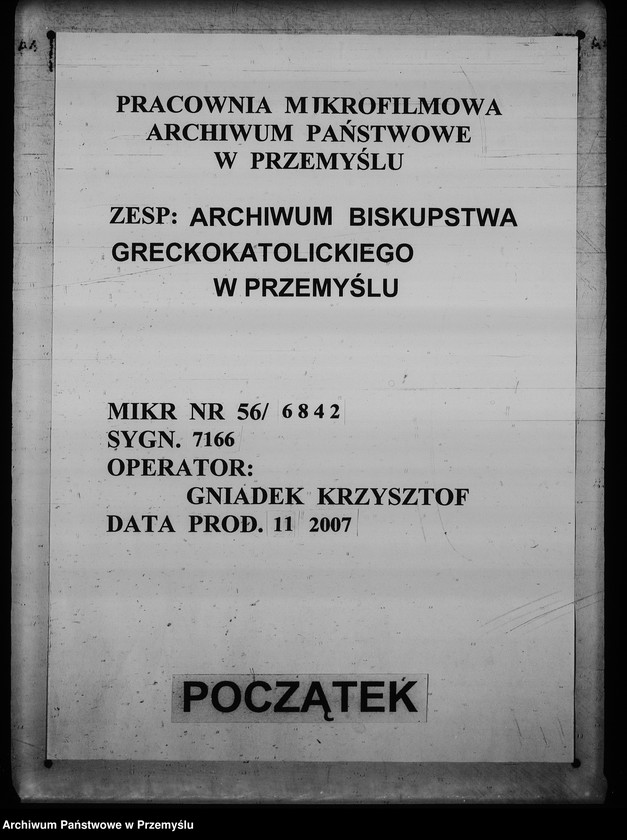 PRACOWNIA MIKROFILMOWA
ARCHIWUM PAŃSTWOWE
W PRZEMYŚLU
ZESP: ARCHIWUM BISKUPSTWA
GRECKOKATOLICKIEGO
W PRZEMYŚLU
MIKR NR 56/ 6842
SYGN. 7166
OPERATOR:
GNIADEK KRZYSZTOF
DATA PROD. 11 2007
POCZĄTEK
Archiwum Państwowe w Przemyślu